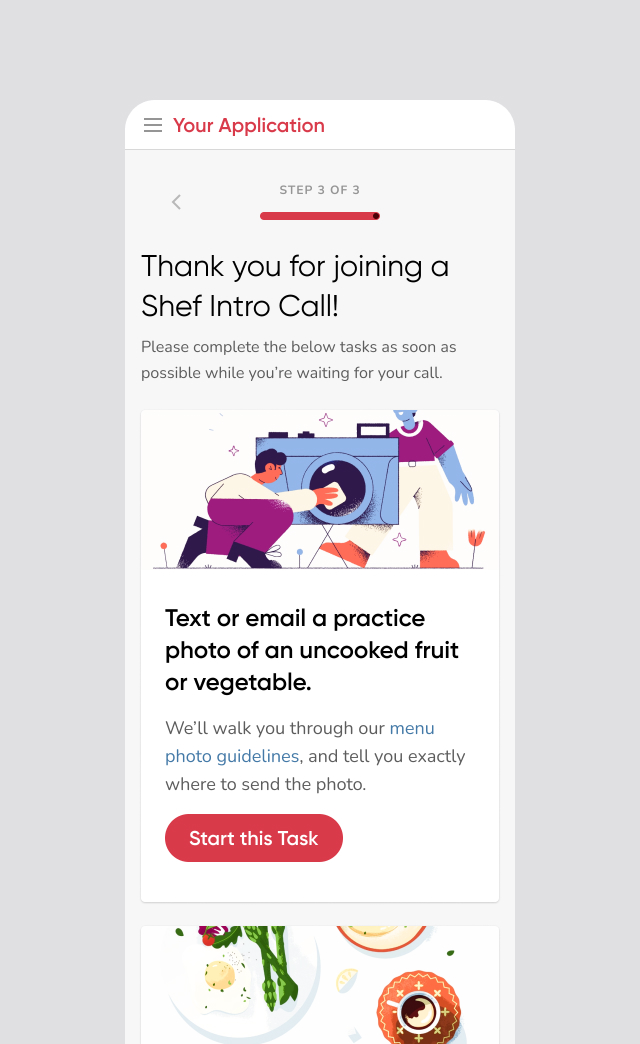 Your Application
STEP 3 OF 3
Thank you for joining a
Shef Intro Call!
Please complete the below tasks as soon as
possible while you’re waiting for your call.
Text or email a practice
photo of an uncooked fruit
or vegetable.
We’ll walk you through our menu
photo guidelines, and tell you exactly
where to send the photo.
Start this Task